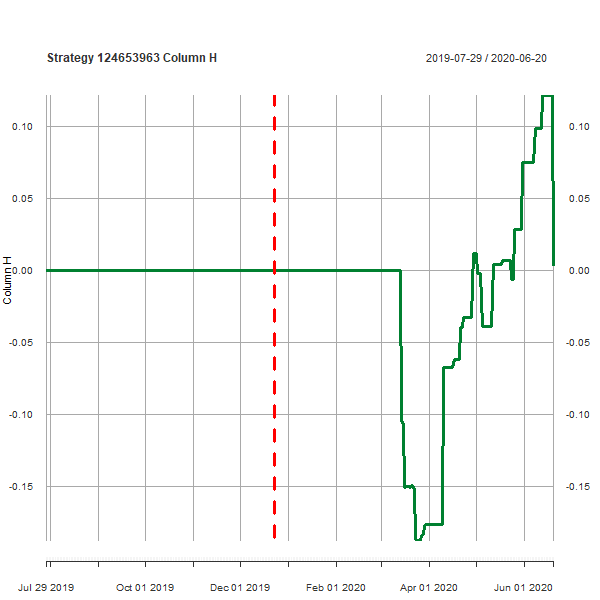 Strategy 124653963 Column H
2019-07-29 / 2020-06-20
0.10
0.10
0.05
0.05
0.00
0.00
-0.05
-0.05
-0.10
-0.10
-0.15
-0.15
Column H
Jul 29 2019
Oct 01 2019
Dec 01 2019
Feb 01 2020
Apr 01 2020
Jun 01 2020